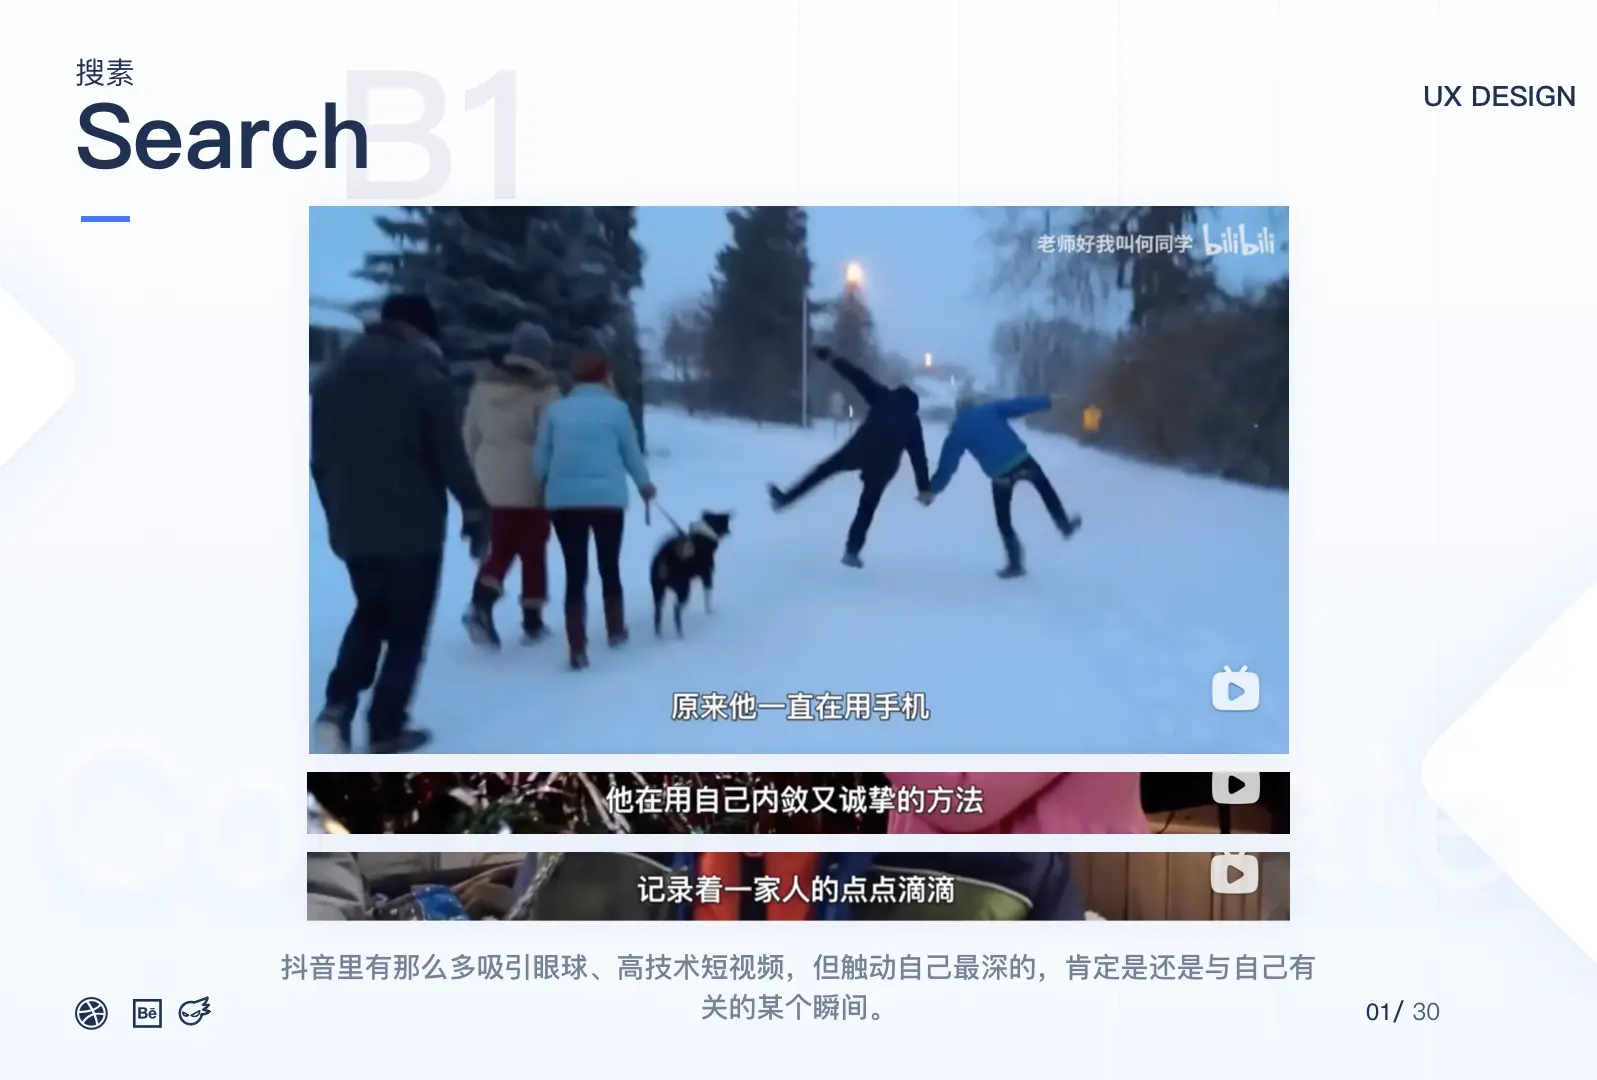 搜素
Search
B1
UX DESIGN
老师好我叫何同学 bilibili
原来他一直在用手机
他在用自己内敛又诚挚的方法
记录着一家人的点点滴滴
抖音里有那么多吸引眼球、高技术短视频，但触动自己最深的，肯定是还是与自己有
关的某个瞬间。
Bē
01/ 30